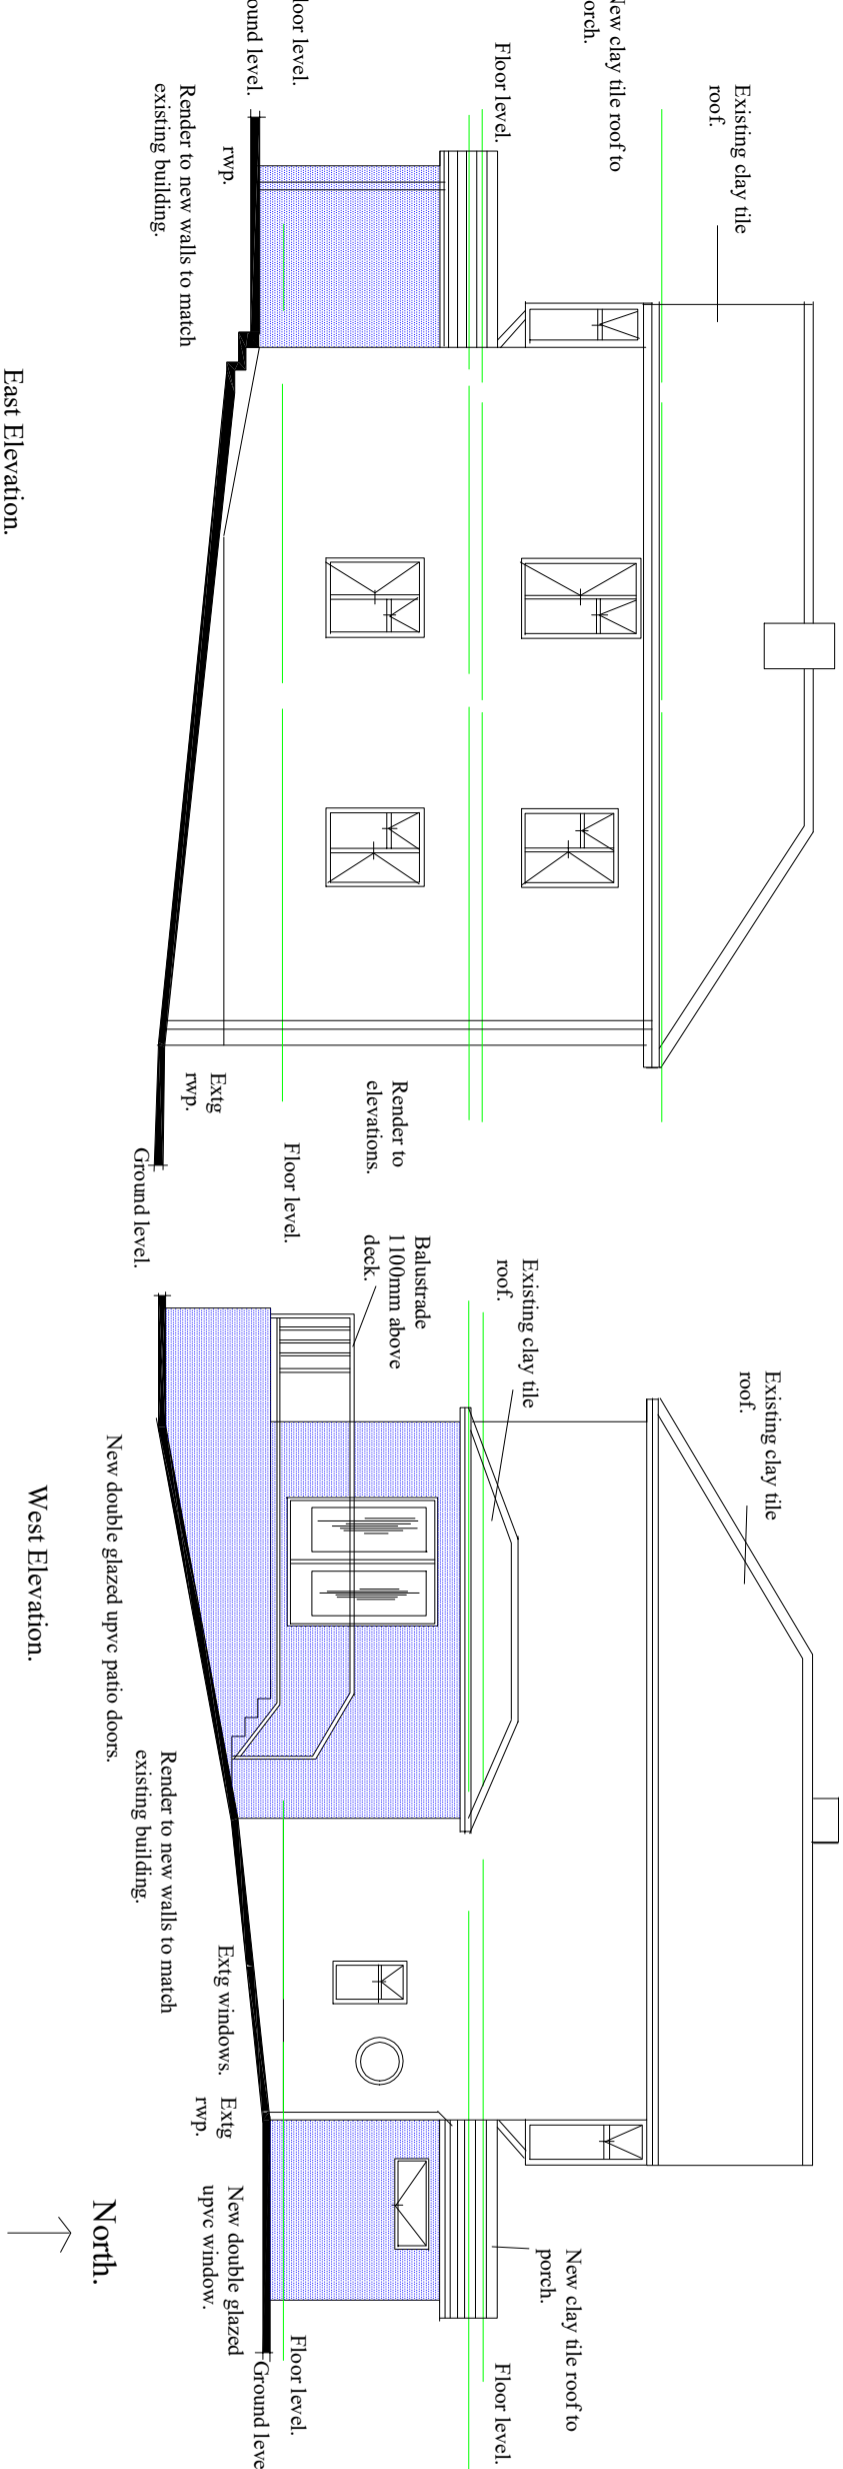 Existing clay tile
roof.
New clay tile roof to
porch.
Floor level.
loor level.
ound level.
rwp.
Render to new walls to match
existing building.
East Elevation.
Render to
elevations.
Extg
rwp.
Floor level.
Ground level.
Existing clay tile
roof.
Existing clay tile
roof.
Balustrade
1100mm above
deck.
New double glazed upvc patio doors.
Render to new walls to match
existing building.
Extg windows.
Extg
rwp.
New double glazed
upvc window.
New clay tile roof to
porch.
Floor level.
Floor level.
Ground leve
West Elevation.
North.